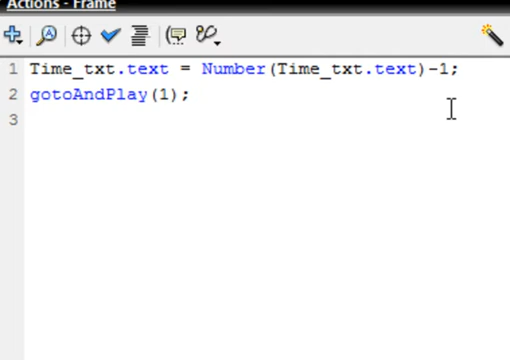 Actions - Frame
1 Time_txt.text = Number(Time_txt.text)-1;
2 gotoAndPlay(1);
3